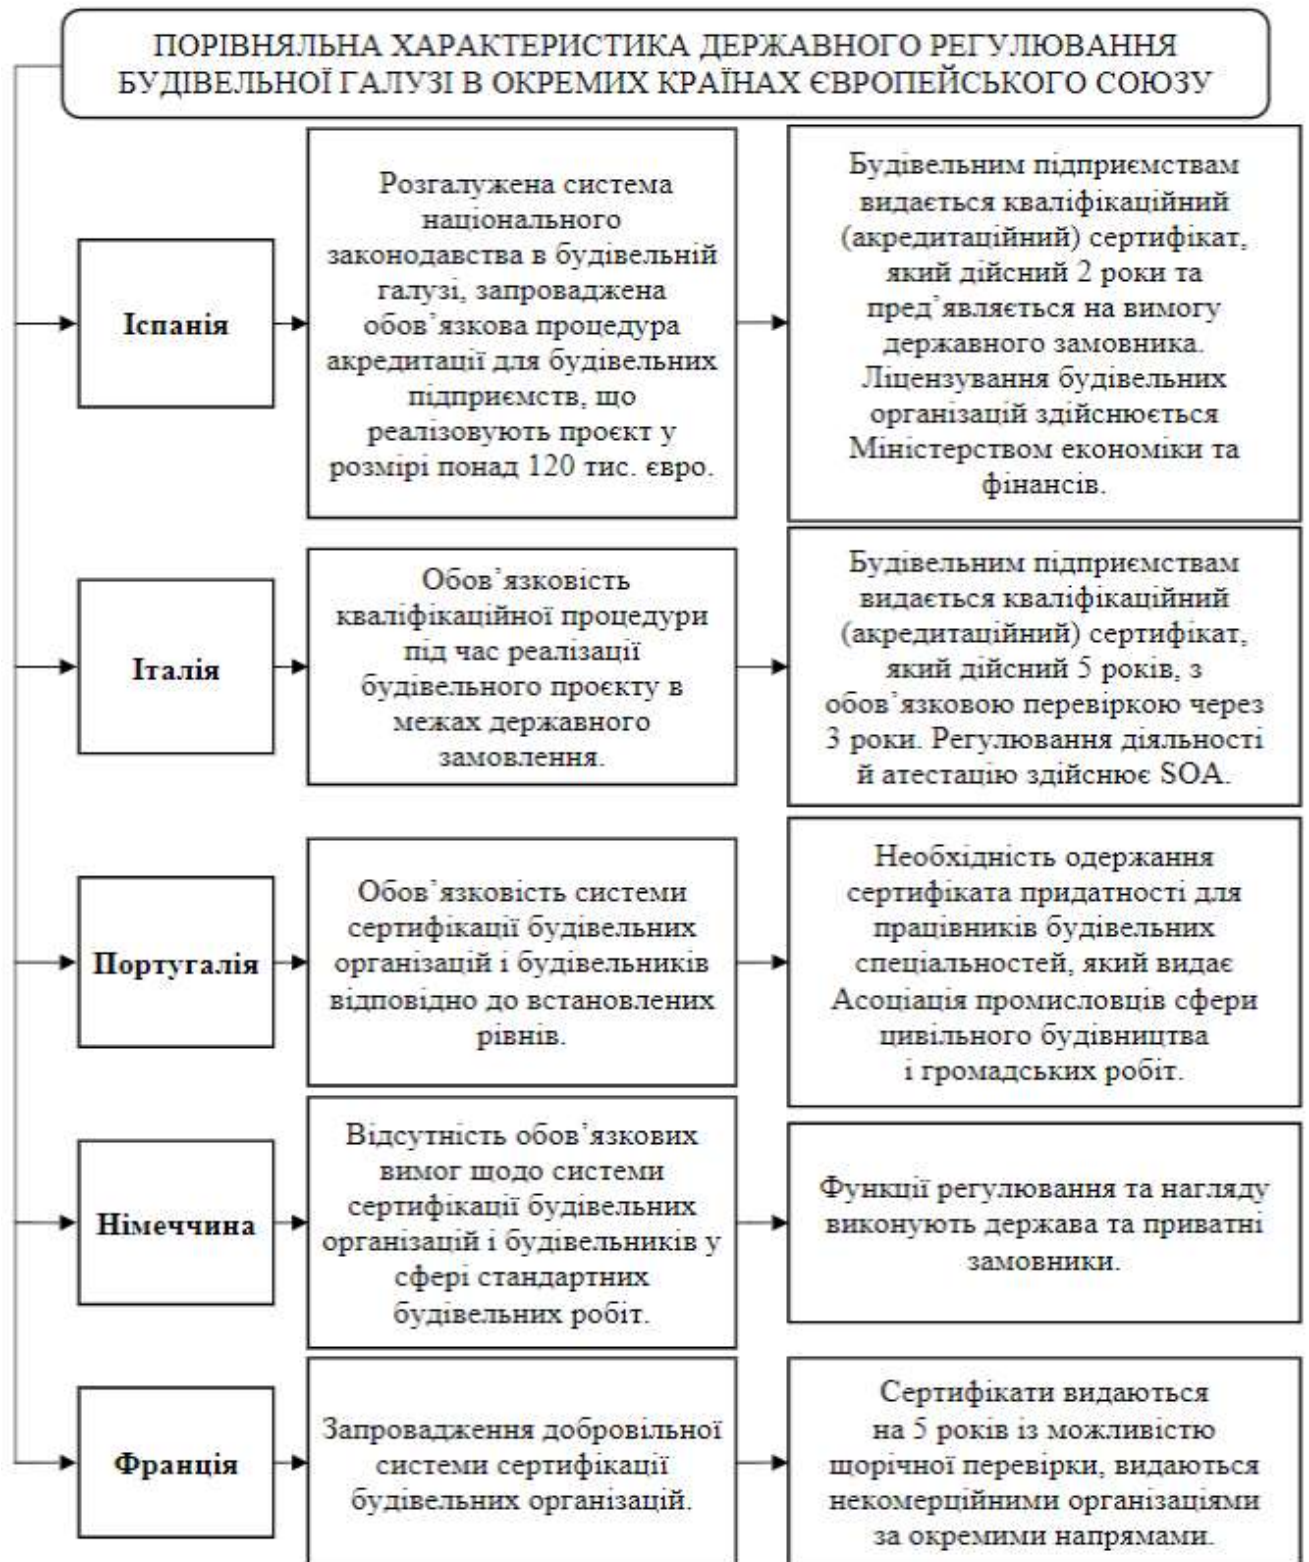 ПОРІВНЯЛЬНА ХАРАКТЕРИСТИКА ДЕРЖАВНОГО РЕГУЛЮВАННЯ
БУДІВЕЛЬНОЇ ГАЛУЗІ В ОКРЕМИХ КРАЇНАХ ЄВРОПЕЙСЬКОГО СОЮЗУ
Іспанія
Розгалужена система
національного
законодавства в будівельній
галузі, запроваджена
обов’язкова процедура
акредитації для будівельних
підприємств, що
реалізовують проєкт у
розмірі понад 120 тис. євро.
Будівельним підприємствам
видається кваліфікаційний
(акредитаційний) сертифікат,
який дійсний 2 роки та
пред’являється на вимогу
державного замовника.
Ліцензування будівельних
організацій здійснюється
Міністерством економіки та
фінансів.
Італія
Обов’язковість
кваліфікаційної процедури
під час реалізації
будівельного проєкту в
межах державного
замовлення.
Будівельним підприємствам
видається кваліфікаційний
(акредитаційний) сертифікат,
який дійсний 5 років, з
обов’язковою перевіркою через
3 роки. Регулювання діяльності
й атестацію здійснює SOA.
Португалія
Обов’язковість системи
сертифікації будівельних
організацій і будівельників
відповідно до встановлених
рівнів.
Необхідність одержання
сертифіката придатності для
працівників будівельних
спеціальностей, який видає
Асоціація промисловців сфери
цивільного будівництва
і громадських робіт.
Німеччина
Відсутність обов’язкових
вимог щодо системи
сертифікації будівельних
організацій і будівельників у
сфері стандартних
будівельних робіт.
Функції регулювання та нагляду
виконують держава та приватні
замовники.
Франція
Запровадження добровільної
системи сертифікації
будівельних організацій.
Сертифікати видаються
на 5 років із можливістю
щорічної перевірки, видаються
некомерційними організаціями
за окремими напрямами.